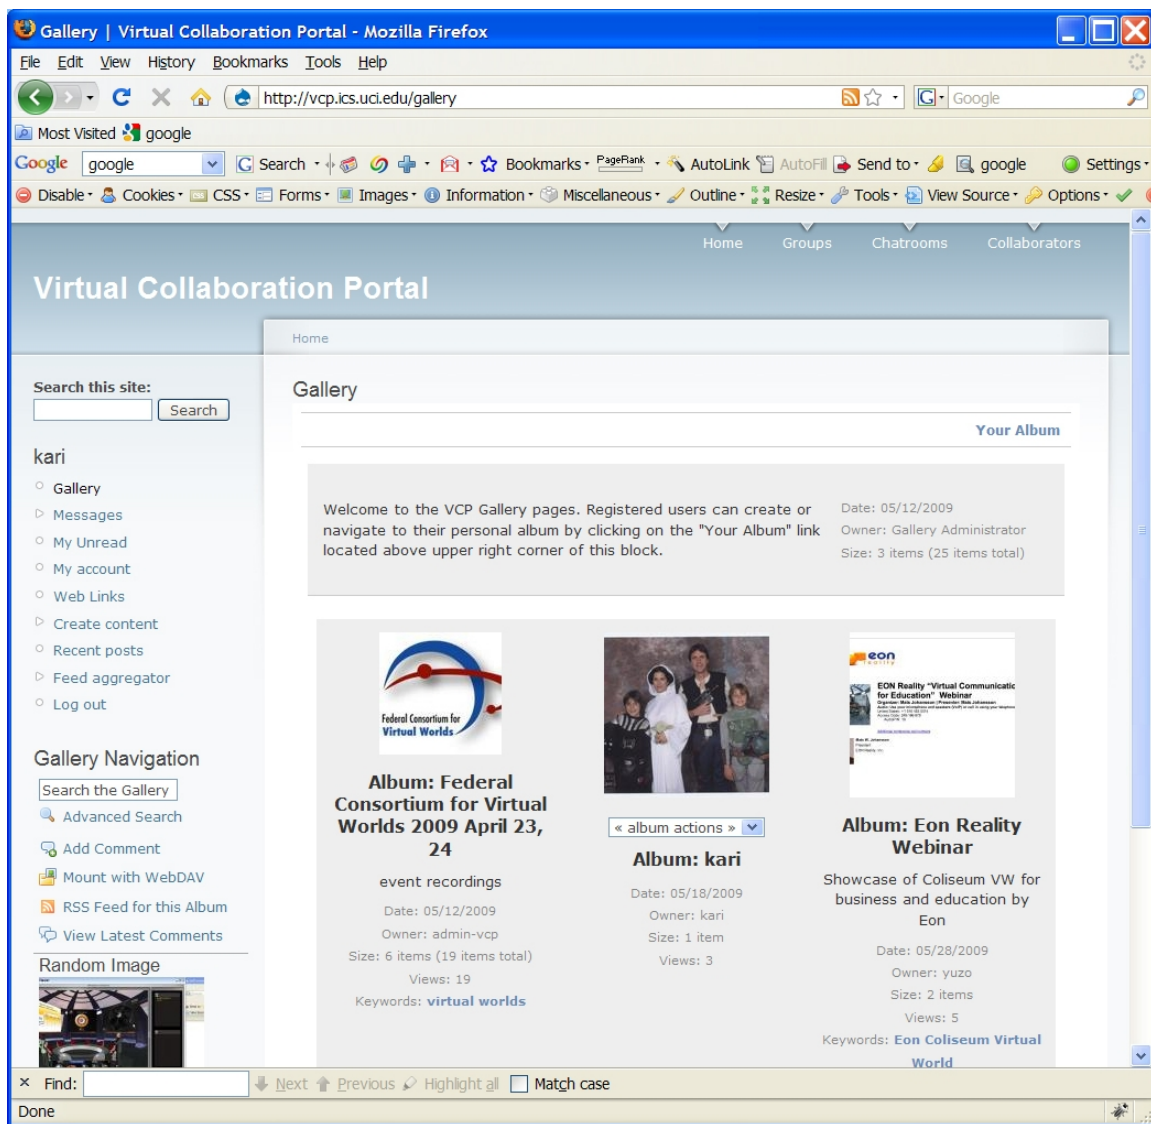 Gallery | Virtual Collaboration Portal - Mozilla Firefox
File Edit View History Bookmarks Tools Help
http://vcp.ics.uci.edu/gallery
Google
Most Visited google
Google google Search Bookmarks PageRank AutoLink AutoFill Send to google Settings
Disable Cookies CSS Forms Images Information Miscellaneous Outline Resize Tools View Source Options
Home Groups Chatrooms Collaborators
Virtual Collaboration Portal
Home
Search this site:
Search
kari
Gallery
Messages
My Unread
My account
Web Links
Create content
Recent posts
Feed aggregator
Log out
Gallery Navigation
Search the Gallery
Advanced Search
Add Comment
Mount with WebDAV
RSS Feed for this Album
View Latest Comments
Random Image
Gallery
Your Album
Welcome to the VCP Gallery pages. Registered users can create or
navigate to their personal album by clicking on the "Your Album" link
located above upper right corner of this block.
Date: 05/12/2009
Owner: Gallery Administrator
Size: 3 items (25 items total)
Federal Consortium for
Virtual Worlds
Album: Federal
Consortium for Virtual
Worlds 2009 April 23,
24
event recordings
Date: 05/12/2009
Owner: admin-vcp
Size: 6 items (19 items total)
Views: 19
Keywords: virtual worlds
« album actions »
Album: kari
Date: 05/18/2009
Owner: kari
Size: 1 item
Views: 3
eon
reality
EON Reality "Virtual Communicatic
for Education" Webinar
Album: Eon Reality
Webinar
Showcase of Coliseum VW for
business and education by
Eon
Date: 05/28/2009
Owner: yuzo
Size: 2 items
Views: 5
Keywords: Eon Coliseum Virtual
World
× Find: Next Previous Highlight all Match case
Done